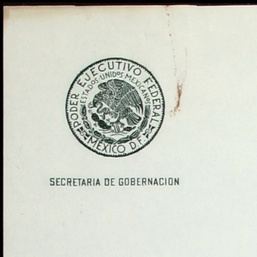 PODER EJECUTIVO FEDERAL
ESTADOS UNIDOS MEXICANOS
MEXICO D.F.
SECRETARIA DE GOBERNACION